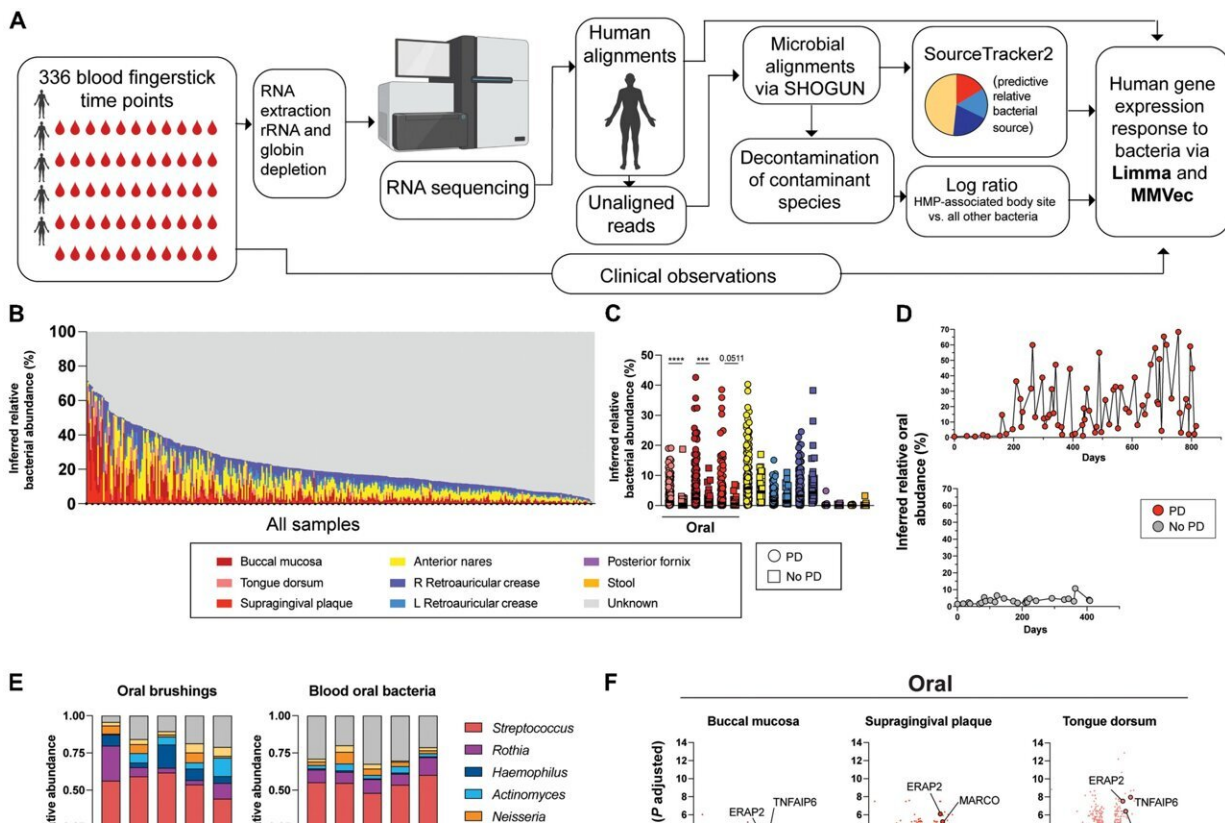 A
336 blood fingerstick
time points
RNA
extraction
rRNA and
globin
depletion
RNA sequencing
Human
alignments
Unaligned
reads
Microbial
alignments
via SHOGUN
Decontamination
of contaminant
species
SourceTracker2
(predictive
relative
bacterial
source)
Log ratio
HMP-associated body site
vs. all other bacteria
Human gene
expression
response to
bacteria via
Limma and
MMVec
Clinical observations
B
Inferred relative
bacterial abundance (%)
100
80
60
40
20
0
All samples
C
Inferred relative
bacterial abundance (%)
50
40
30
20
10
0
****
***
0.0511
Oral
Buccal mucosa
Tongue dorsum
Supragingival plaque
Anterior nares
R Retroauricular crease
L Retroauricular crease
Posterior fornix
Stool
Unknown
PD
No PD
D
Inferred relative oral
abudance (%)
70
60
50
40
30
20
10
0
200
400
600
800
Days
70
60
50
40
30
20
10
0
0
200
400
Days
PD
No PD
E
Oral brushings
1.00
0.75
0.50
Blood oral bacteria
1.00
0.75
0.50
Streptococcus
Rothia
Haemophilus
Actinomyces
Neisseria
F
Oral
Buccal mucosa
14
12
10
8
6
ERAP2
TNFAIP6
Supragingival plaque
14
12
10
8
6
ERAP2
MARCO
Tongue dorsum
14
12
10
8
6
ERAP2
TNFAIP6
(P adjusted)